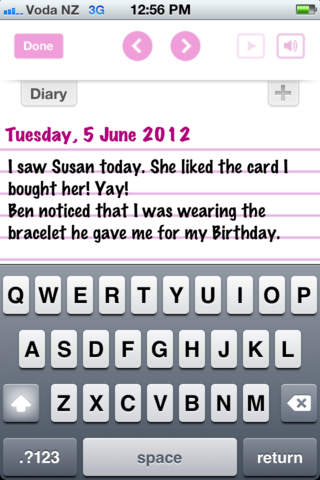 Voda NZ 3G 12:56 PM
Done
Diary
Tuesday, 5 June 2012
I saw Susan today. She liked the card I
bought her! Yay!
Ben noticed that I was wearing the
bracelet he gave me for my Birthday.
Q W E R T Y U I O P
A S D F G H J K L
Z X C V B N M
.?123 space return